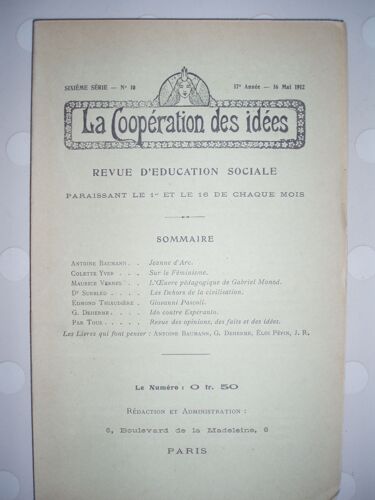 SIXIÈME SÉRIE — N° 10
17e Année — 16 Mai 1912
La Coopération des idées
REVUE D'EDUCATION SOCIALE
PARAISSANT LE 1er ET LE 16 DE CHAQUE MOIS
SOMMAIRE
ANTOINE BAUMANN . . Jeanne d'Arc.
COLETTE YVER . . . Sur le Féminisme.
MAURICE VERNES . . L'Œuvre pédagogique de Gabriel Monod.
Dr SURBLED . . . . Les Enhors de la civilisation.
EDMOND THIAUDIÈRE . Giovanni Pascoli.
G. DEHERME. . . . Ido contre Esperanto.
PAR TOUS. . . . . Revue des opinions, des faits et des idées.
Les Livres qui font penser : ANTOINE BAUMANN, G. DEHERME, ÉLOI PÉPIN, J. R.
Le Numéro : 0 fr. 50
RÉDACTION ET ADMINISTRATION :
6, Boulevard de la Madeleine, 6
PARIS